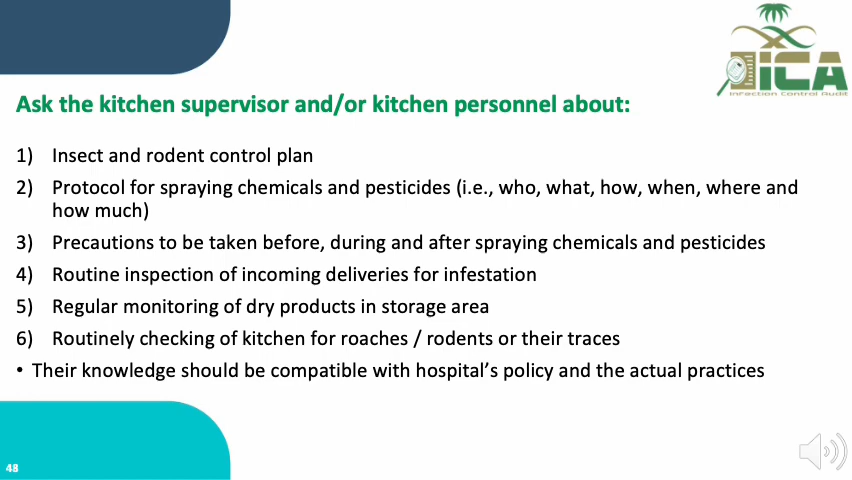 iCA
Infection Control Audit
Ask the kitchen supervisor and/or kitchen personnel about:
1) Insect and rodent control plan
2) Protocol for spraying chemicals and pesticides (i.e., who, what, how, when, where and
how much)
3) Precautions to be taken before, during and after spraying chemicals and pesticides
4) Routine inspection of incoming deliveries for infestation
5) Regular monitoring of dry products in storage area
6) Routinely checking of kitchen for roaches / rodents or their traces
• Their knowledge should be compatible with hospital’s policy and the actual practices